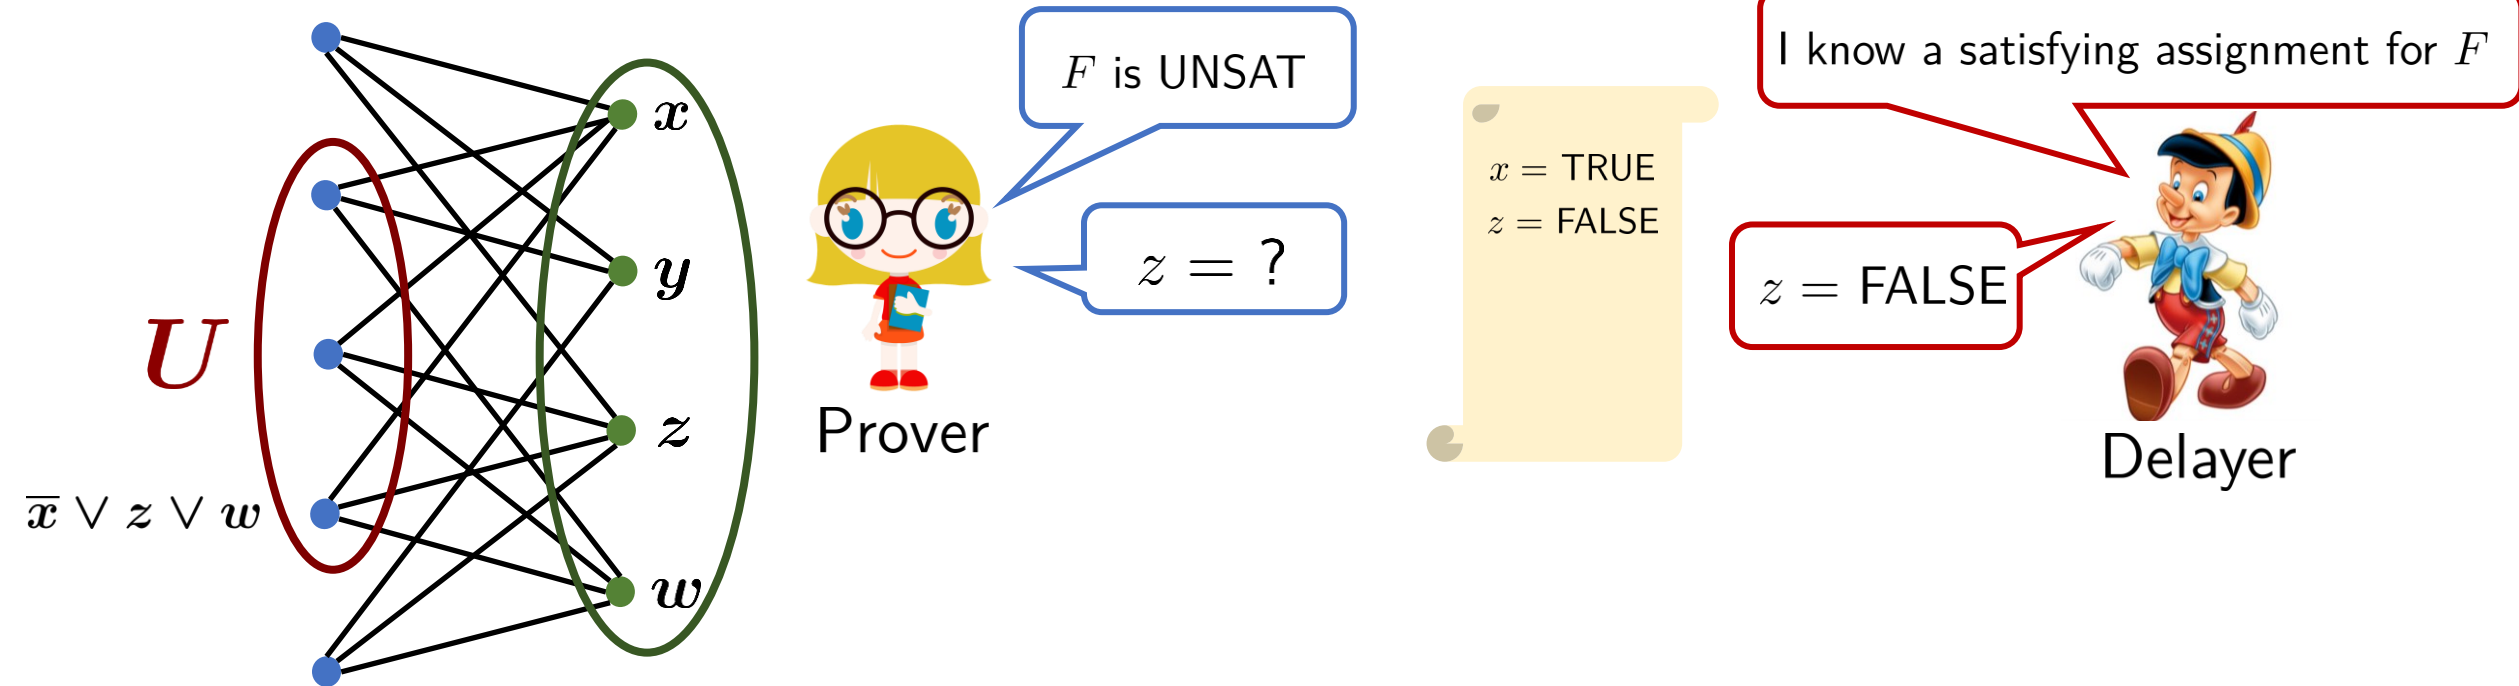 x
y
z
w
U
x̅ ∨ z ∨ w
F is UNSAT
z = ?
Prover
x = TRUE
z = FALSE
I know a satisfying assignment for F
z = FALSE
Delayer